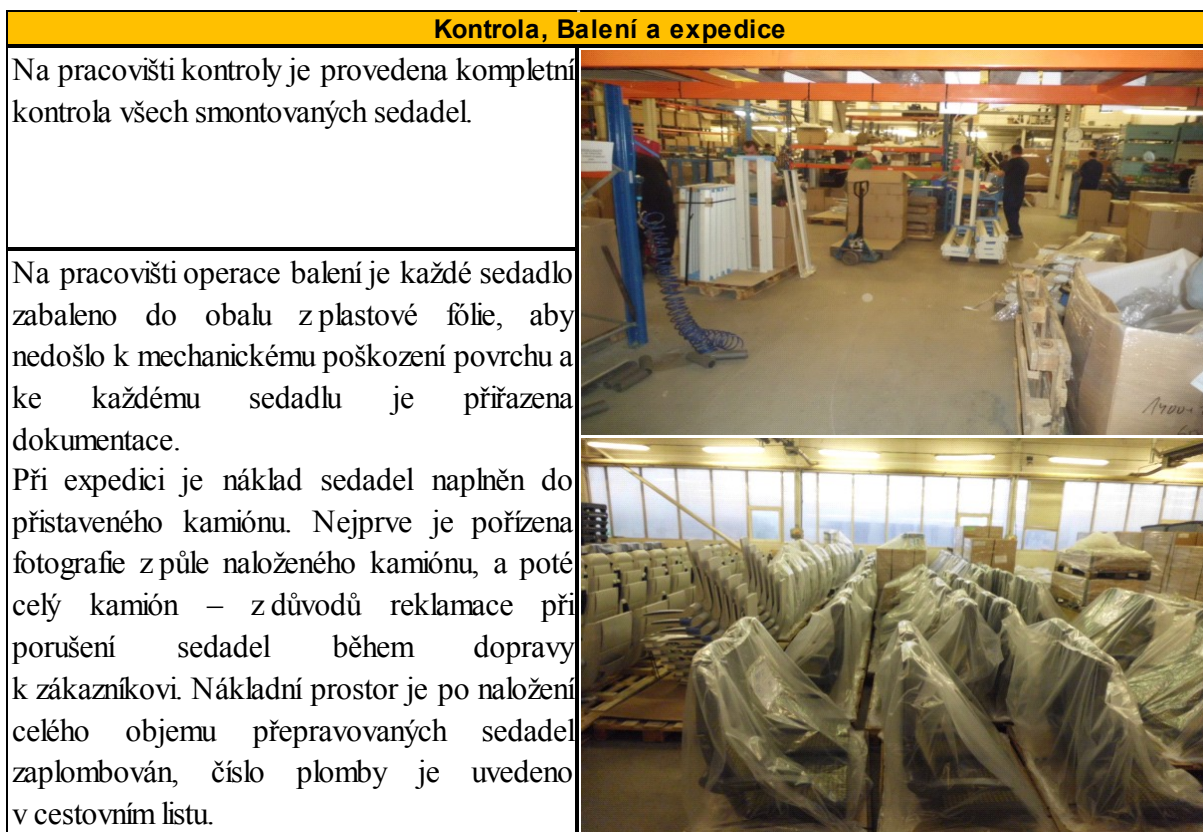 Kontrola, Balení a expedice
Na pracovišti kontroly je provedena kompletní
kontrola všech smontovaných sedadel.
Na pracovišti operace balení je každé sedadlo
zabaleno do obalu z plastové fólie, aby
nedošlo k mechanickému poškození povrchu a
ke každému sedadlu je přiřazena
dokumentace.
Při expedici je náklad sedadel naplněn do
přistaveného kamiónu. Nejprve je pořízena
fotografie z půle naloženého kamiónu, a poté
celý kamión – z důvodů reklamace při
porušení sedadel během dopravy
k zákazníkovi. Nákladní prostor je po naložení
celého objemu přepravovaných sedadel
zaplombován, číslo plomby je uvedeno
v cestovním listu.